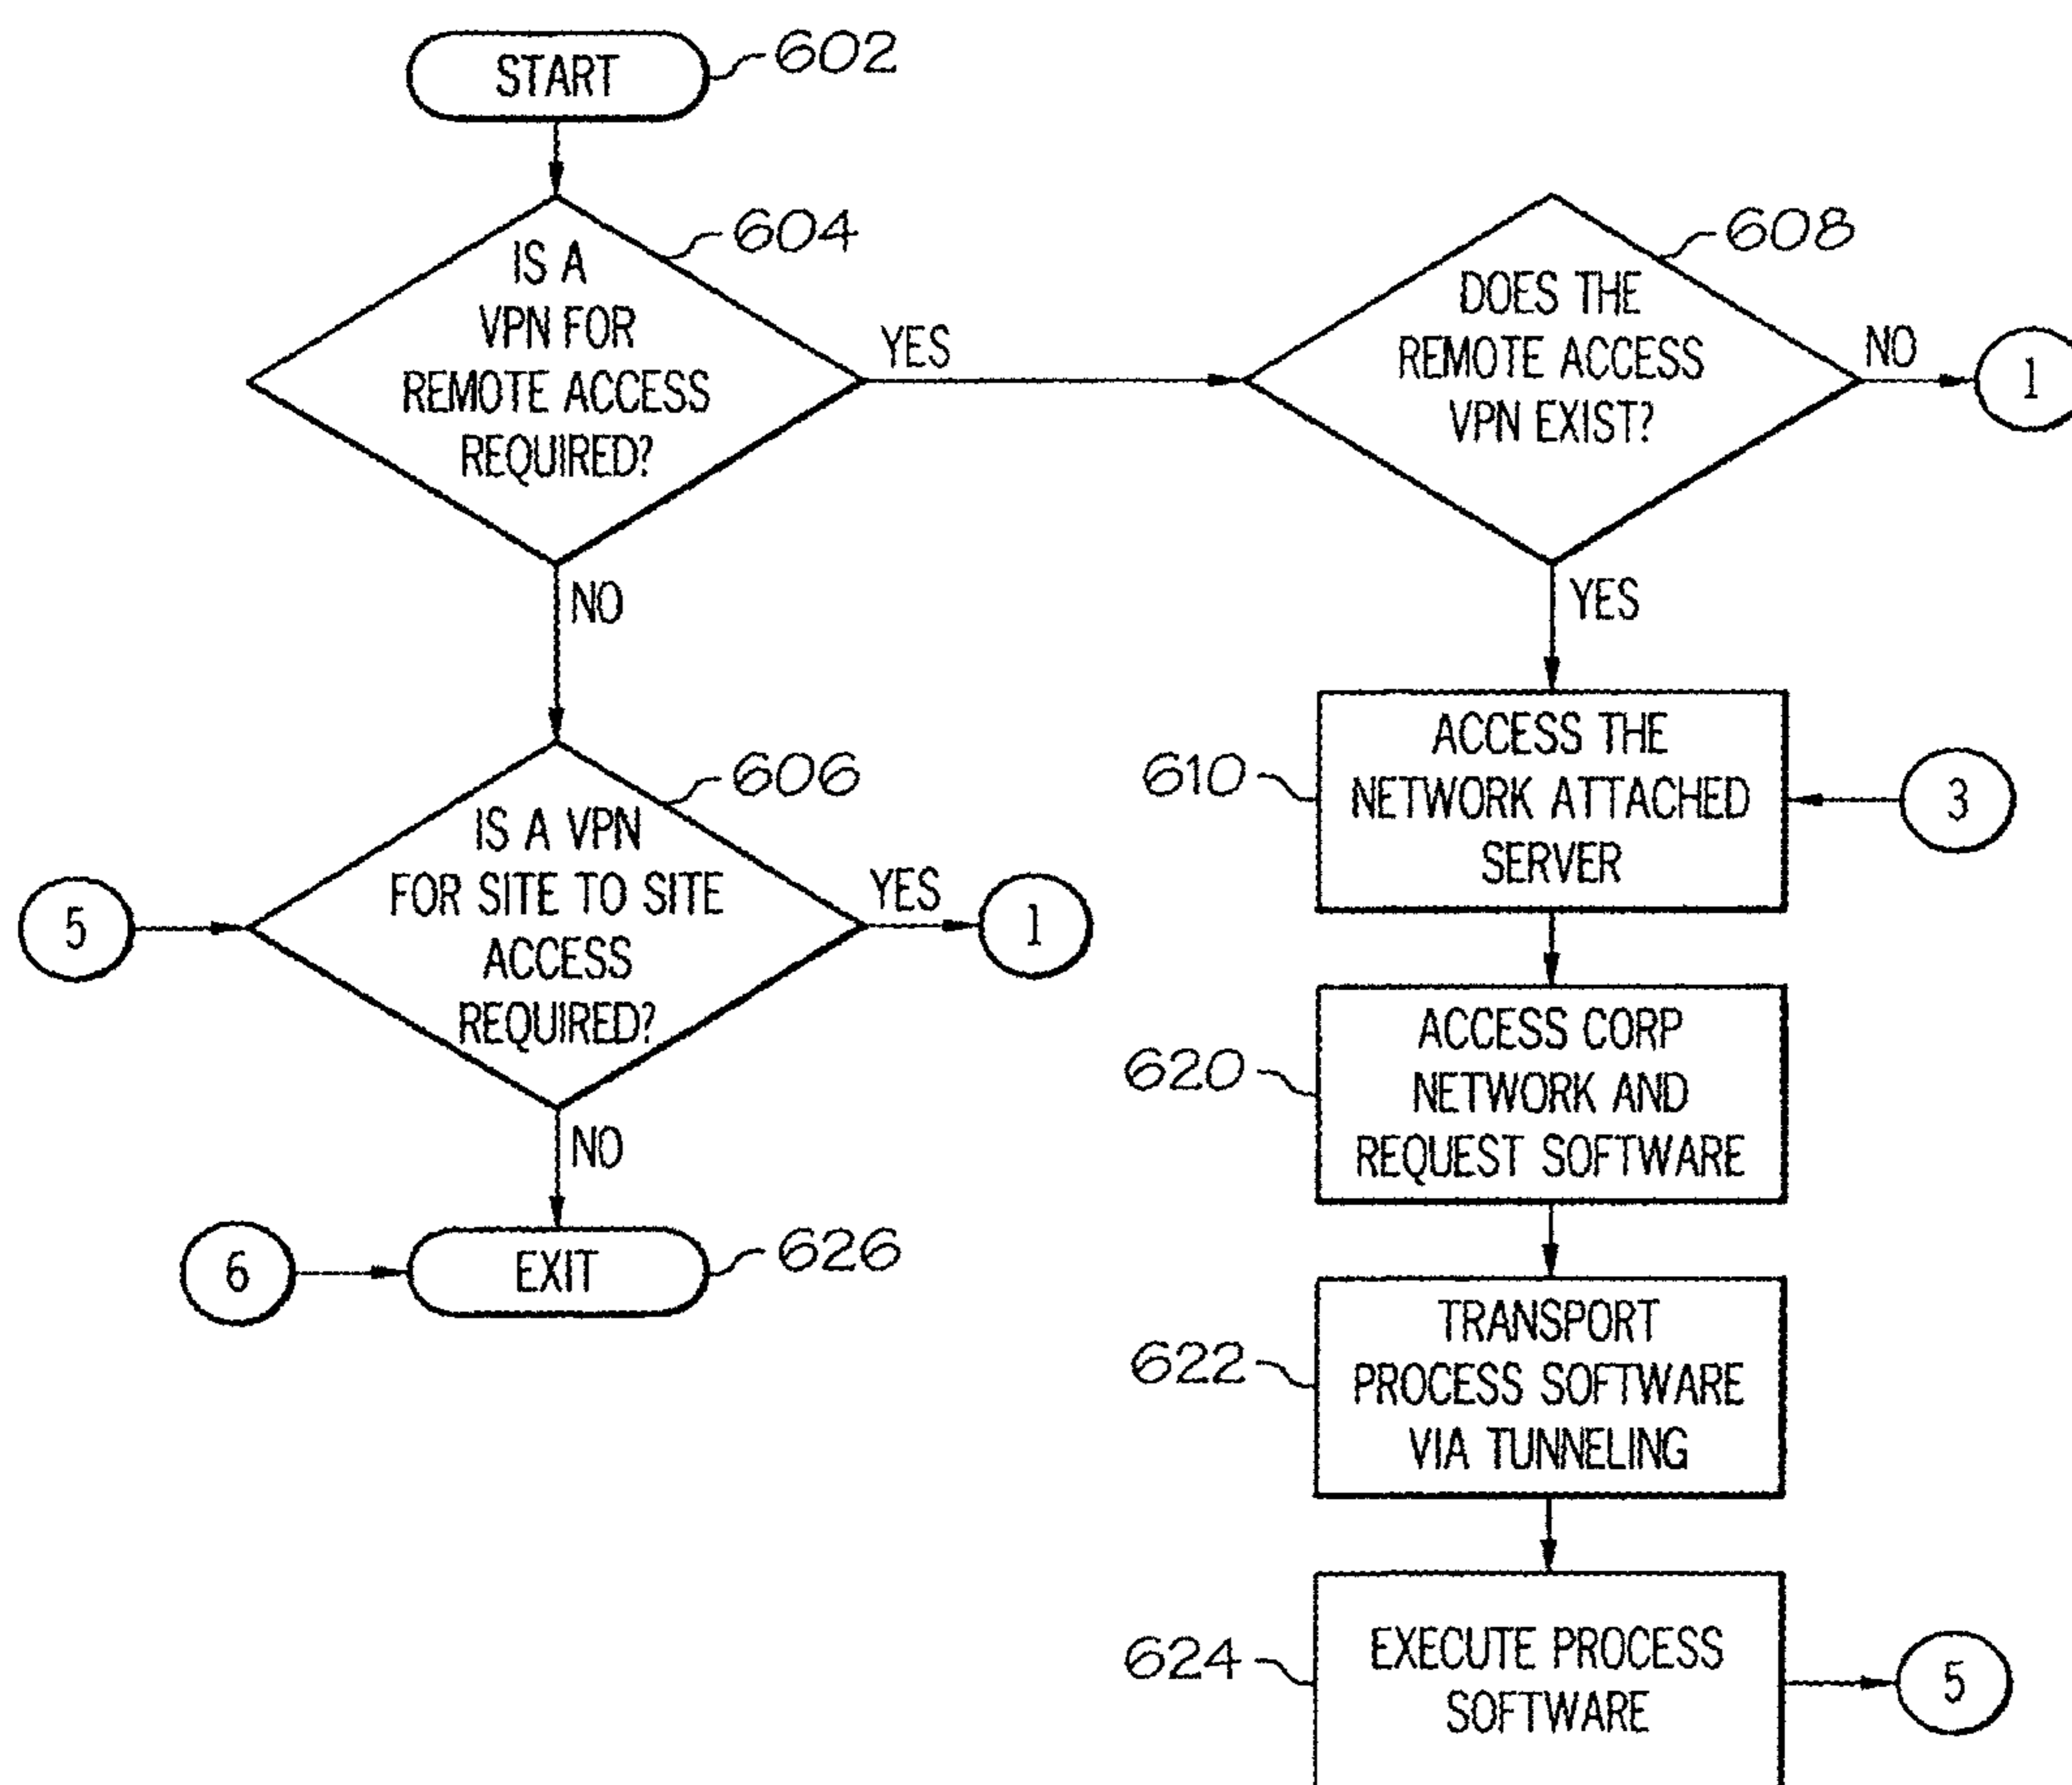 START
602
IS A
VPN FOR
REMOTE ACCESS
REQUIRED?
604
YES
NO
DOES THE
REMOTE ACCESS
VPN EXIST?
608
NO
1
YES
IS A VPN
FOR SITE TO SITE
ACCESS
REQUIRED?
606
5
YES
1
NO
6
EXIT
626
610
ACCESS THE
NETWORK ATTACHED
SERVER
3
620
ACCESS CORP
NETWORK AND
REQUEST SOFTWARE
622
TRANSPORT
PROCESS SOFTWARE
VIA TUNNELING
624
EXECUTE PROCESS
SOFTWARE
5